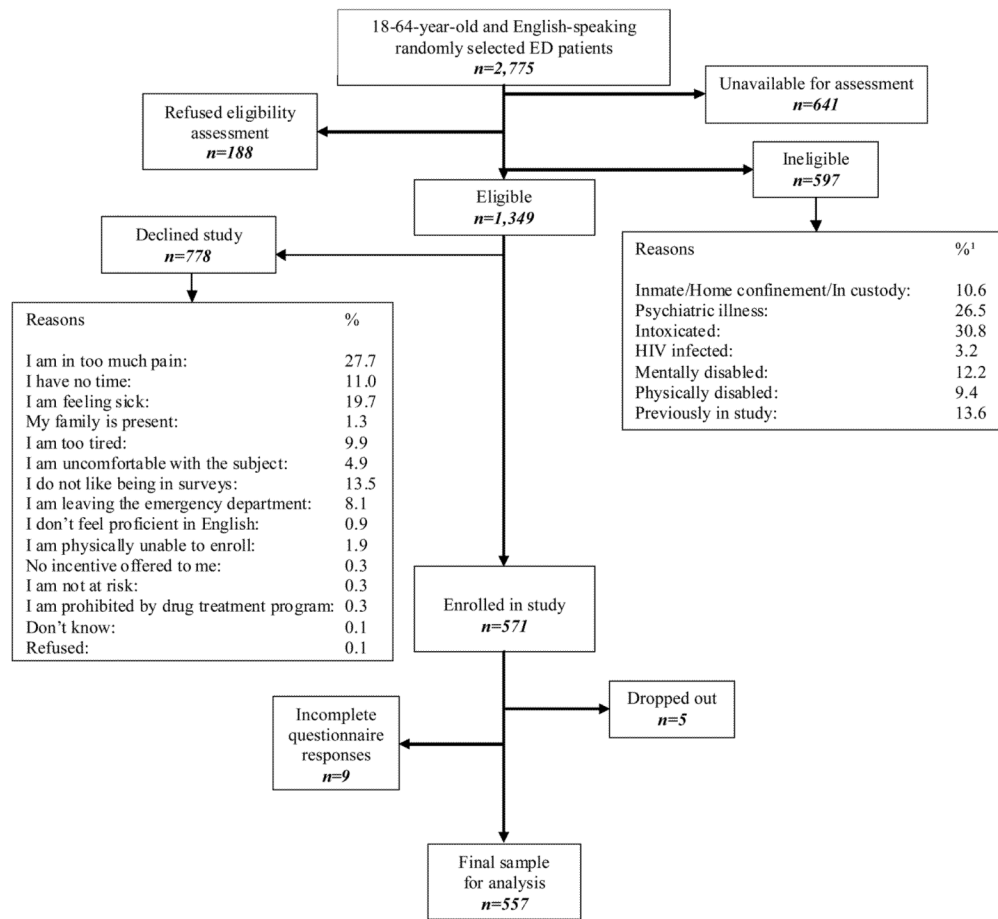 18-64-year-old and English-speaking
randomly selected ED patients
n=2,775
Unavailable for assessment
n=641
Refused eligibility
assessment
n=188
Ineligible
n=597
Eligible
n=1,349
Declined study
n=778
Reasons %¹
Inmate/Home confinement/In custody: 10.6
Psychiatric illness: 26.5
Intoxicated: 30.8
HIV infected: 3.2
Mentally disabled: 12.2
Physically disabled: 9.4
Previously in study: 13.6
Reasons %
I am in too much pain: 27.7
I have no time: 11.0
I am feeling sick: 19.7
My family is present: 1.3
I am too tired: 9.9
I am uncomfortable with the subject: 4.9
I do not like being in surveys: 13.5
I am leaving the emergency department: 8.1
I don't feel proficient in English: 0.9
I am physically unable to enroll: 1.9
No incentive offered to me: 0.3
I am not at risk: 0.3
I am prohibited by drug treatment program: 0.3
Don't know: 0.1
Refused: 0.1
Enrolled in study
n=571
Dropped out
n=5
Incomplete
questionnaire
responses
n=9
Final sample
for analysis
n=557